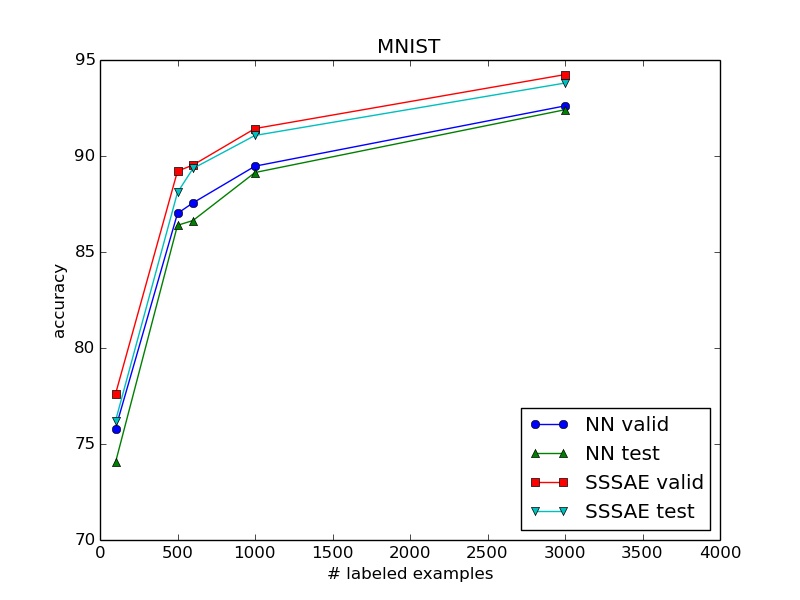 MNIST
95
90
85
80
75
70
accuracy
0
500
1000
1500
2000
2500
3000
3500
4000
# labeled examples
NN valid
NN test
SSSAE valid
SSSAE test